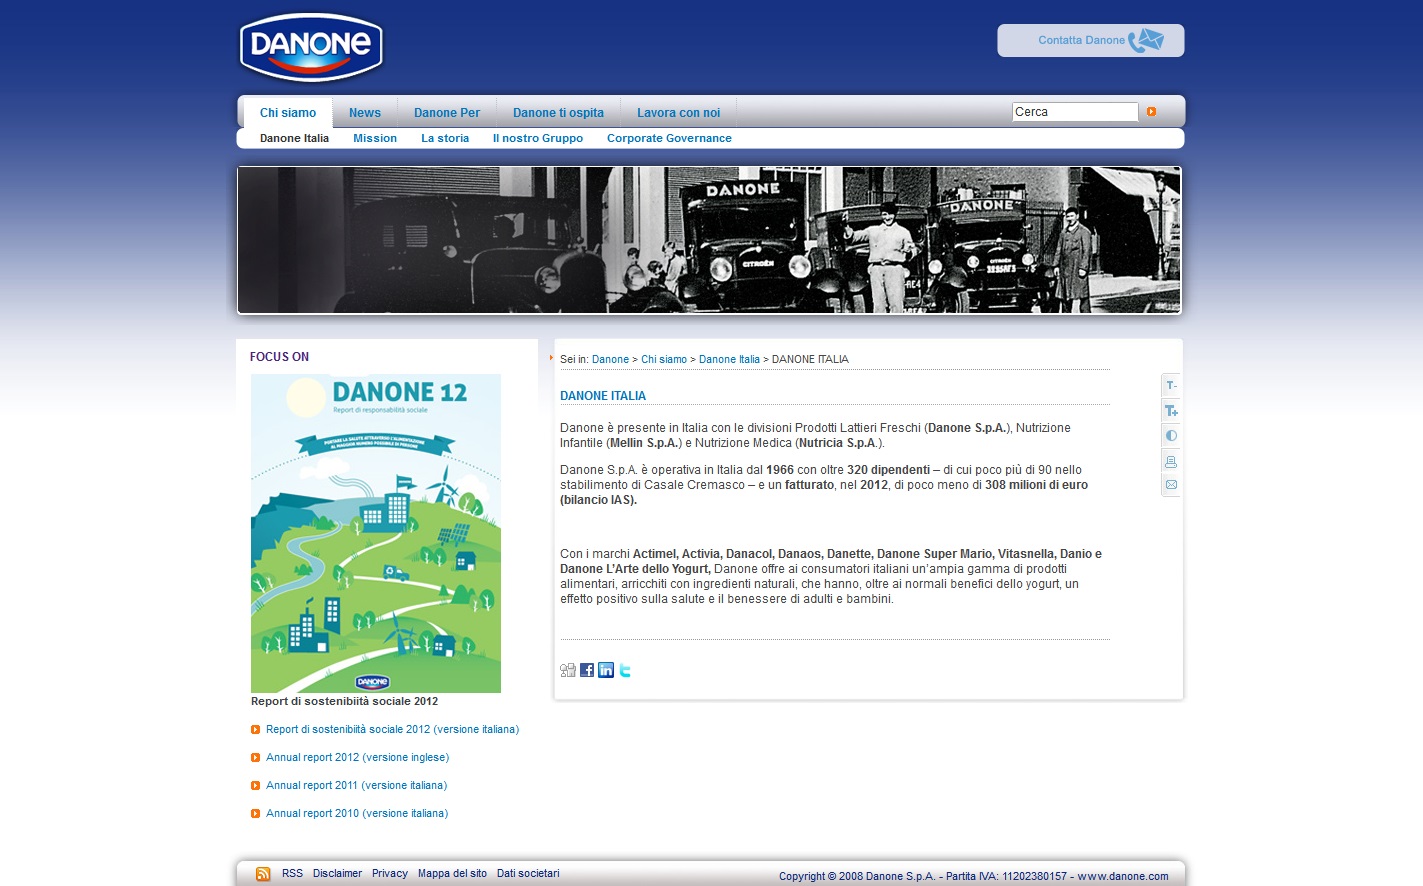 DANONE
Contatta Danone
Chi siamo
News
Danone Per
Danone ti ospita
Lavora con noi
Cerca
Danone Italia
Mission
La storia
Il nostro Gruppo
Corporate Governance
DANONE
CITROËN
DANONE
CITROËN
FOCUS ON
DANONE 12
Report di responsabilità sociale
PORTARE LA SALUTE ATTRAVERSO L'ALIMENTAZIONE
AL MAGGIOR NUMERO POSSIBILE DI PERSONE
DANONE
Report di sostenibiità sociale 2012
Report di sostenibiità sociale 2012 (versione italiana)
Annual report 2012 (versione inglese)
Annual report 2011 (versione italiana)
Annual report 2010 (versione italiana)
Sei in: Danone > Chi siamo > Danone Italia > DANONE ITALIA
DANONE ITALIA
Danone è presente in Italia con le divisioni Prodotti Lattieri Freschi (Danone S.p.A.), Nutrizione
Infantile (Mellin S.p.A.) e Nutrizione Medica (Nutricia S.p.A.).
Danone S.p.A. è operativa in Italia dal 1966 con oltre 320 dipendenti – di cui poco più di 90 nello
stabilimento di Casale Cremasco – e un fatturato, nel 2012, di poco meno di 308 milioni di euro
(bilancio IAS).
Con i marchi Actimel, Activia, Danacol, Danaos, Danette, Danone Super Mario, Vitasnella, Danio e
Danone L'Arte dello Yogurt, Danone offre ai consumatori italiani un'ampia gamma di prodotti
alimentari, arricchiti con ingredienti naturali, che hanno, oltre ai normali benefici dello yogurt, un
effetto positivo sulla salute e il benessere di adulti e bambini.
T-
T+
RSS
Disclaimer
Privacy
Mappa del sito
Dati societari
Copyright © 2008 Danone S.p.A. - Partita IVA: 11202380157 - www.danone.com